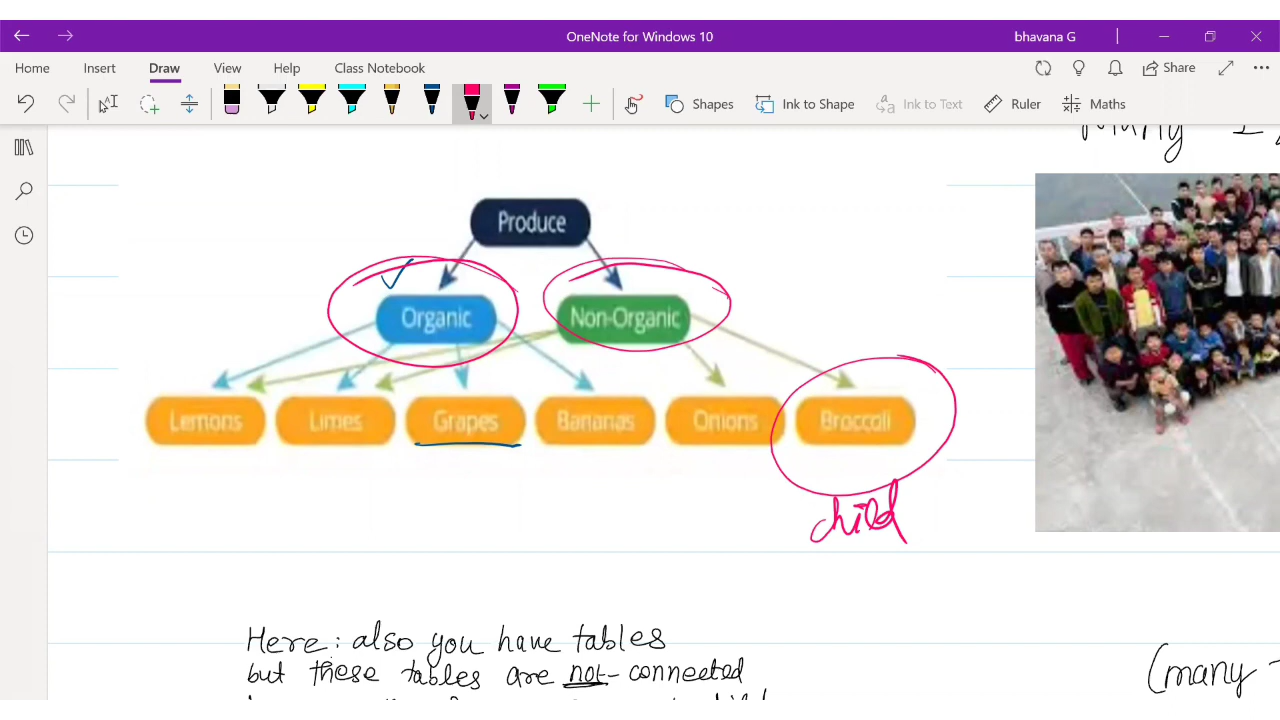 OneNote for Windows 10
bhavana G
Home Insert Draw View Help Class Notebook
Share
Shapes Ink to Shape Ink to Text Ruler Maths
Many
Produce
Organic Non-Organic
Lemons Limes Grapes Bananas Onions Broccoli
child
Here: also you have tables
but these tables are not connected
(many